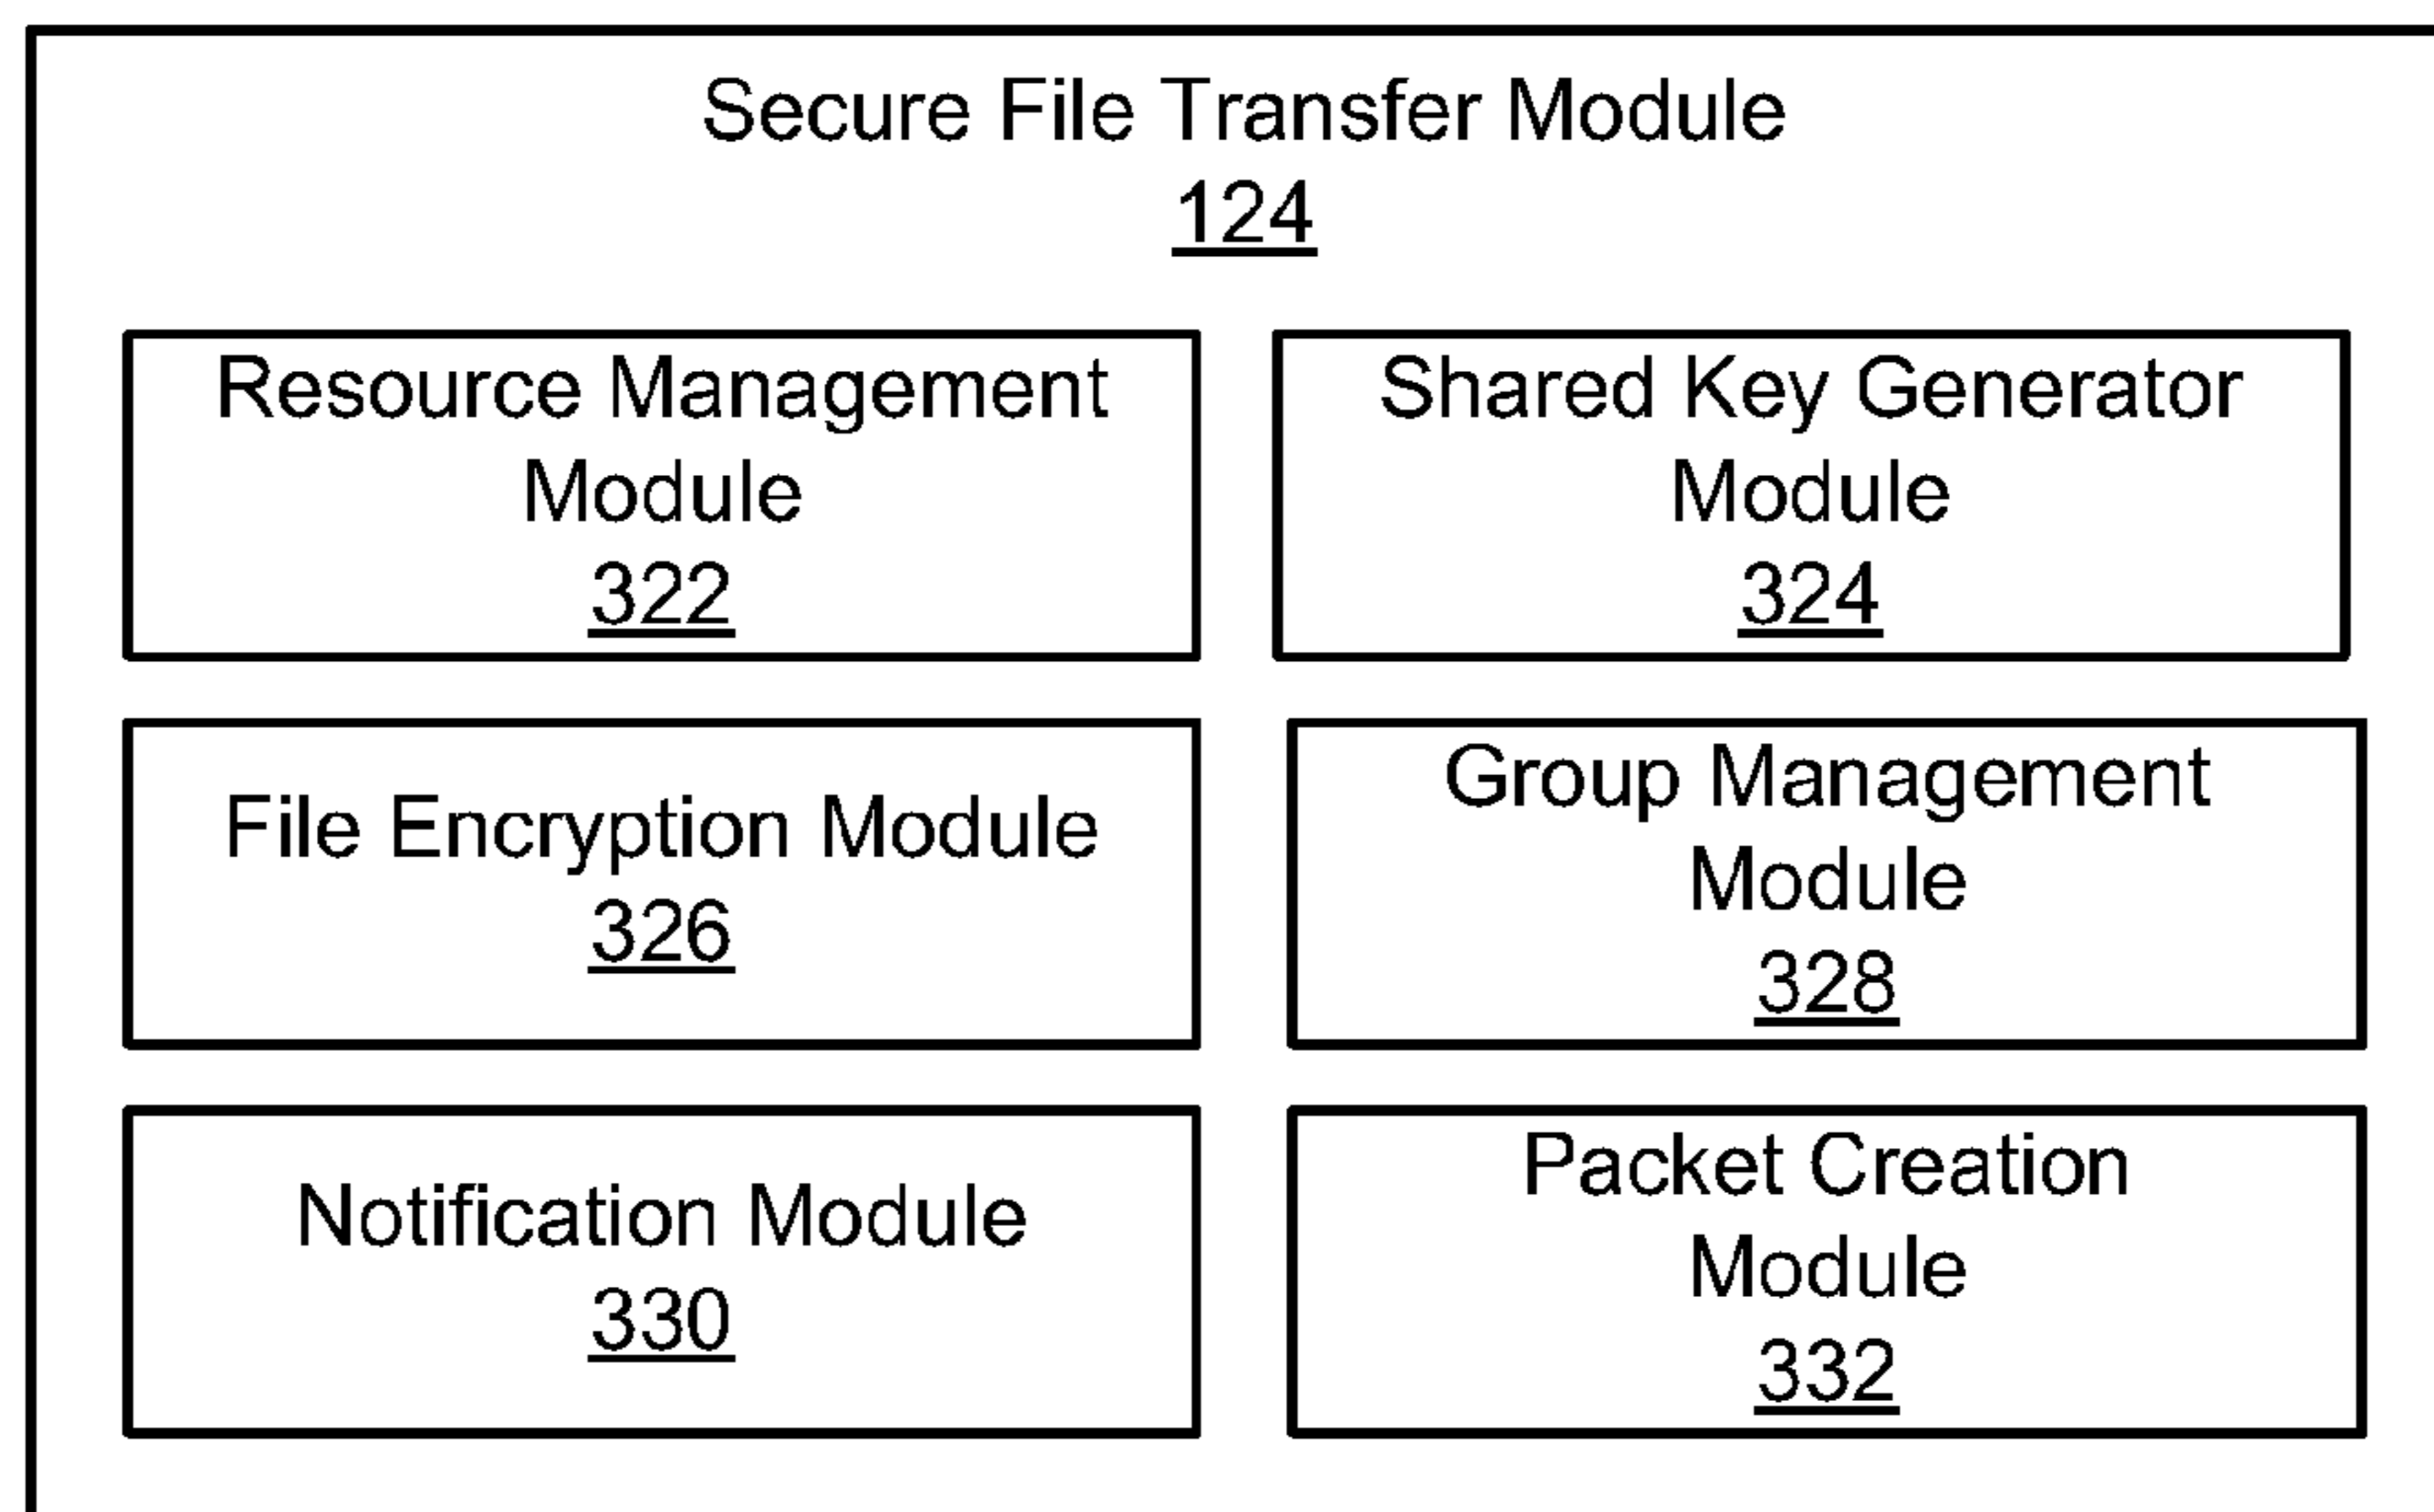 Secure File Transfer Module
124
Resource Management
Module
322
Shared Key Generator
Module
324
File Encryption Module
326
Group Management
Module
328
Notification Module
330
Packet Creation
Module
332